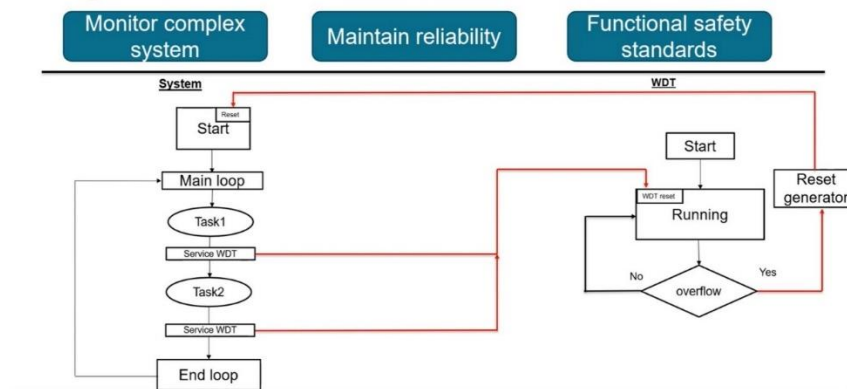 Monitor complex
system
Maintain reliability
Functional safety
standards
System
WDT
Reset
Start
Main loop
Task1
Service WDT
Task2
Service WDT
End loop
Start
WDT reset
Running
No
overflow
Yes
Reset
generator